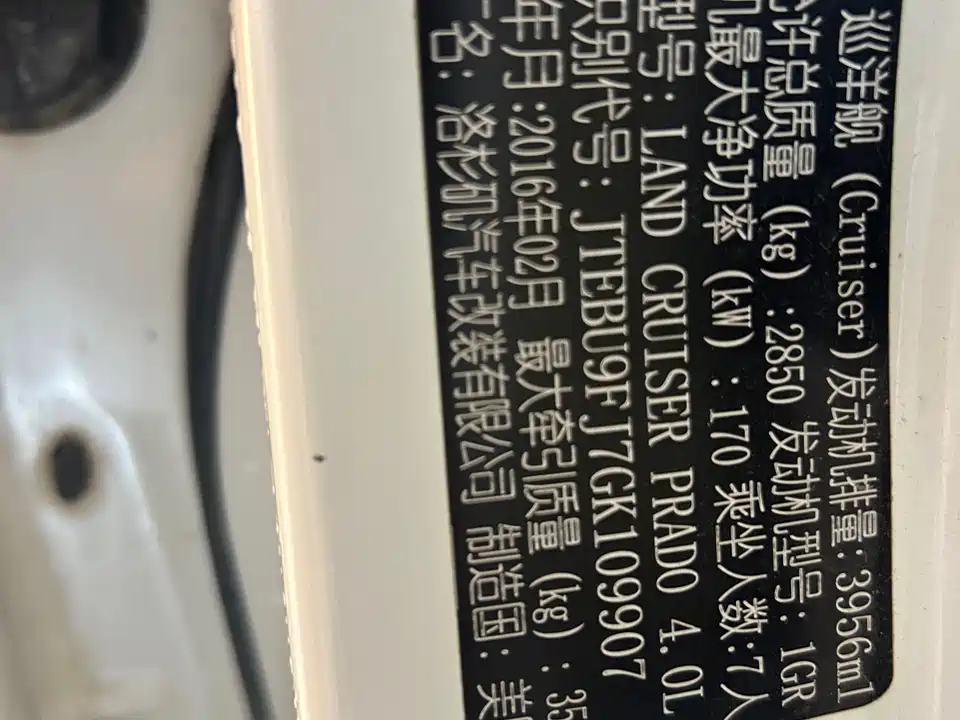 巡洋舰 (Cruiser)发动机排量:3956ml
许总质量 (kg) :2850 发动机型号: 1GR
机最大净功率 (kW) :170 乘坐人数:7人
型号: LAND CRUISER PRADO 4.0L
识别代号: JTEBU9FJ7GK109907
年月:2016年02月 最大牵引质量 (kg) :35
名: 洛杉矶汽车改装有限公司 制造国: 美